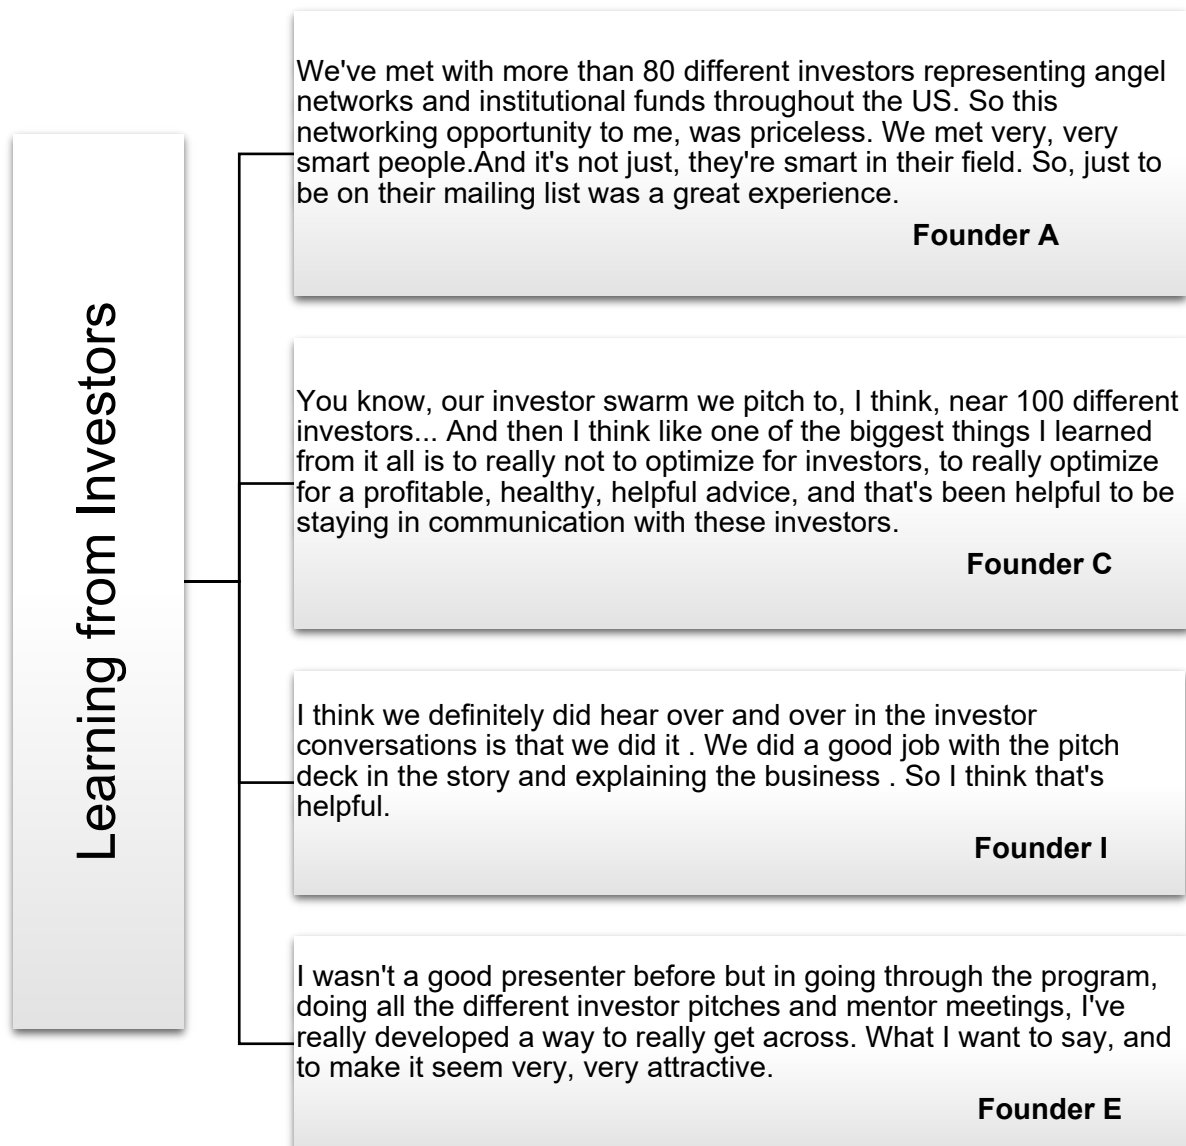 Learning from Investors
We've met with more than 80 different investors representing angel
networks and institutional funds throughout the US. So this
networking opportunity to me, was priceless. We met very, very
smart people.And it's not just, they're smart in their field. So, just to
be on their mailing list was a great experience.
Founder A
You know, our investor swarm we pitch to, I think, near 100 different
investors... And then I think like one of the biggest things I learned
from it all is to really not to optimize for investors, to really optimize
for a profitable, healthy, helpful advice, and that's been helpful to be
staying in communication with these investors.
Founder C
I think we definitely did hear over and over in the investor
conversations is that we did it . We did a good job with the pitch
deck in the story and explaining the business . So I think that's
helpful.
Founder I
I wasn't a good presenter before but in going through the program,
doing all the different investor pitches and mentor meetings, I've
really developed a way to really get across. What I want to say, and
to make it seem very, very attractive.
Founder E